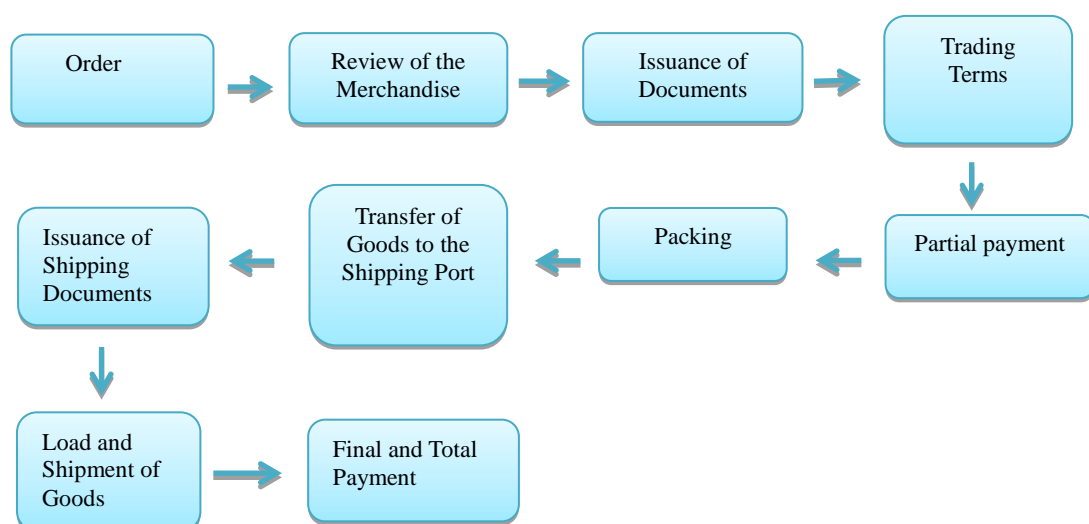 Order
Review of the
Merchandise
Issuance of
Documents
Trading
Terms
Partial payment
Packing
Transfer of
Goods to the
Shipping Port
Issuance of
Shipping
Documents
Load and
Shipment of
Goods
Final and Total
Payment